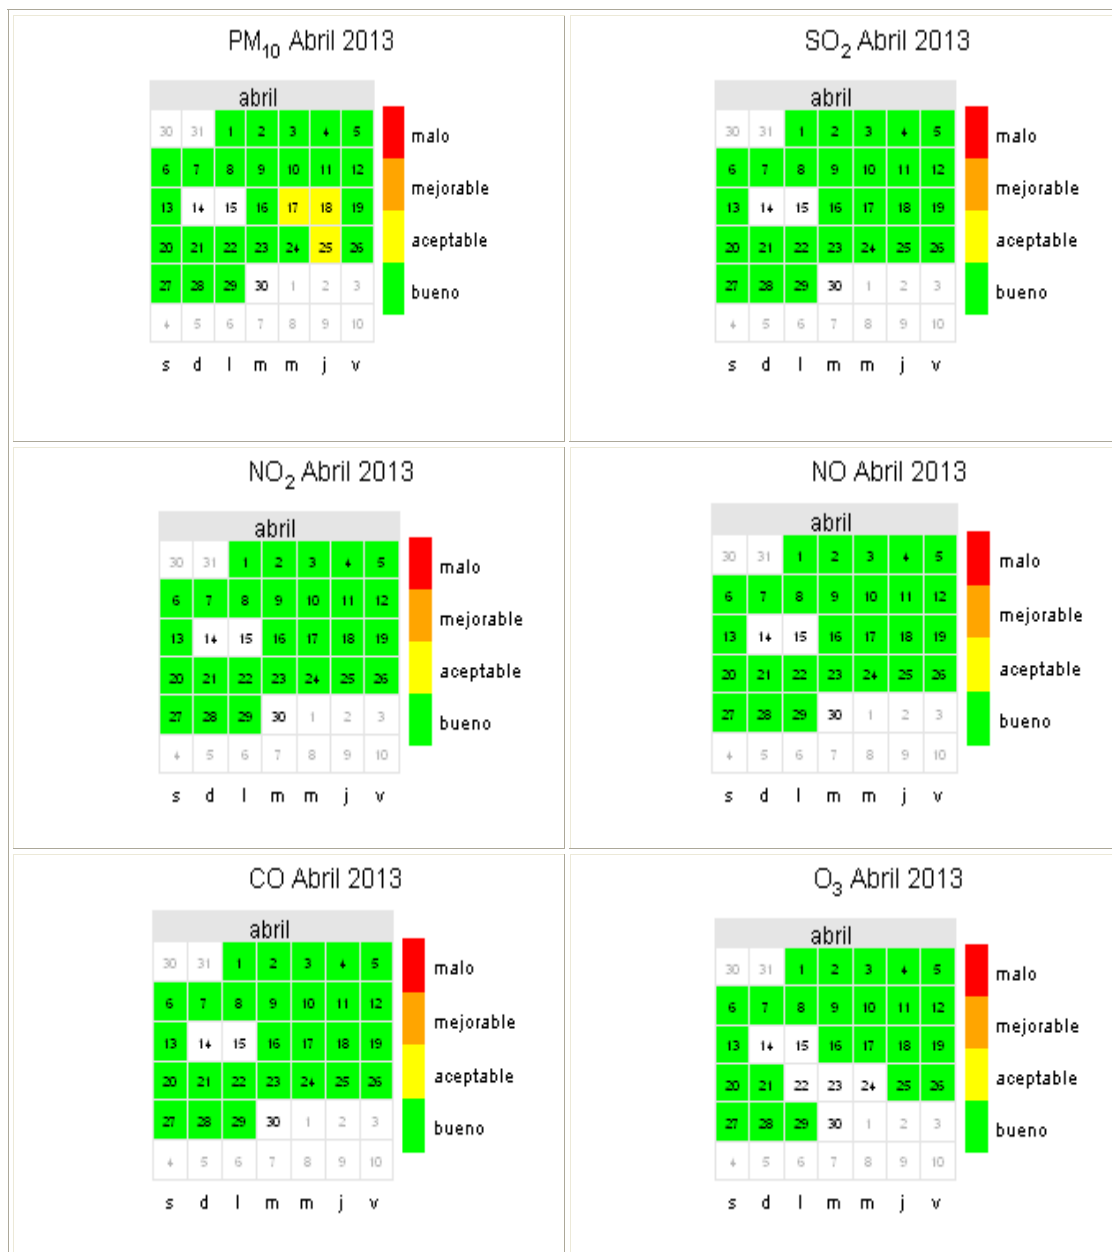 PM10 Abril 2013
abril
30 31 1 2 3 4 5
6 7 8 9 10 11 12
13 14 15 16 17 18 19
20 21 22 23 24 25 26
27 28 29 30 1 2 3
4 5 6 7 8 9 10
s d l m m j v
malo
mejorable
aceptable
bueno
SO2 Abril 2013
abril
30 31 1 2 3 4 5
6 7 8 9 10 11 12
13 14 15 16 17 18 19
20 21 22 23 24 25 26
27 28 29 30 1 2 3
4 5 6 7 8 9 10
s d l m m j v
malo
mejorable
aceptable
bueno
NO2 Abril 2013
abril
30 31 1 2 3 4 5
6 7 8 9 10 11 12
13 14 15 16 17 18 19
20 21 22 23 24 25 26
27 28 29 30 1 2 3
4 5 6 7 8 9 10
s d l m m j v
malo
mejorable
aceptable
bueno
NO Abril 2013
abril
30 31 1 2 3 4 5
6 7 8 9 10 11 12
13 14 15 16 17 18 19
20 21 22 23 24 25 26
27 28 29 30 1 2 3
4 5 6 7 8 9 10
s d l m m j v
malo
mejorable
aceptable
bueno
CO Abril 2013
abril
30 31 1 2 3 4 5
6 7 8 9 10 11 12
13 14 15 16 17 18 19
20 21 22 23 24 25 26
27 28 29 30 1 2 3
4 5 6 7 8 9 10
s d l m m j v
malo
mejorable
aceptable
bueno
O3 Abril 2013
abril
30 31 1 2 3 4 5
6 7 8 9 10 11 12
13 14 15 16 17 18 19
20 21 22 23 24 25 26
27 28 29 30 1 2 3
4 5 6 7 8 9 10
s d l m m j v
malo
mejorable
aceptable
bueno